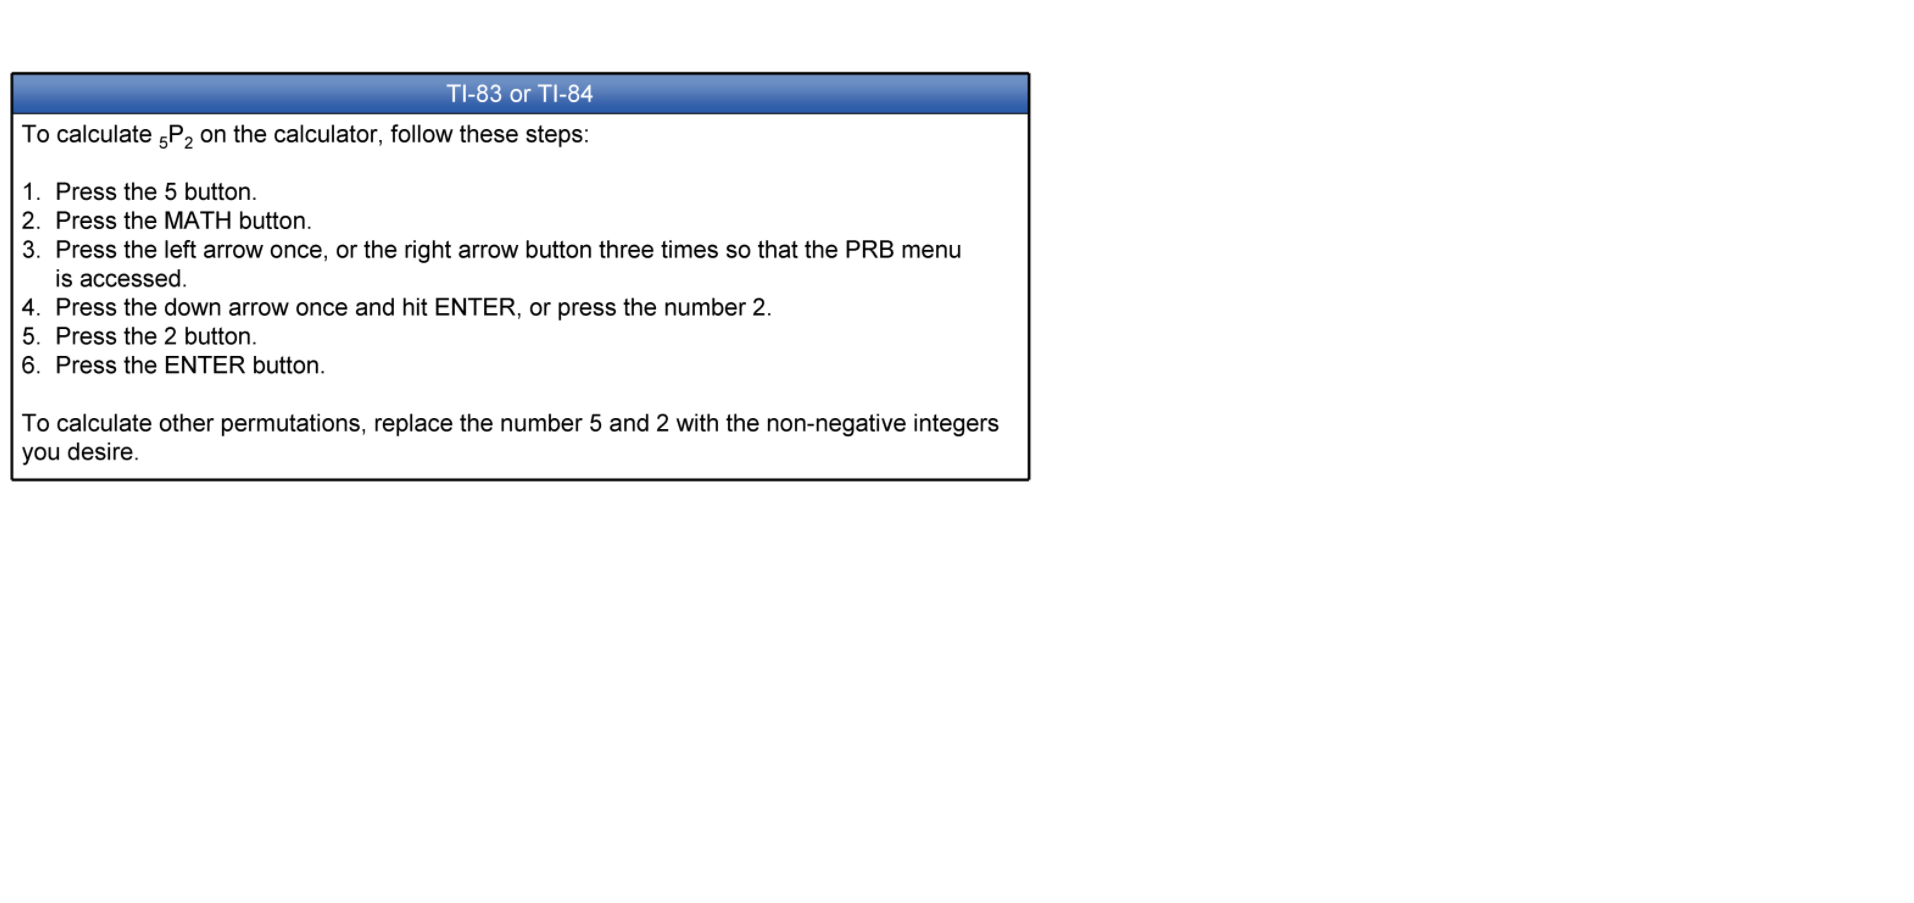 TI-83 or TI-84
To calculate ₅P₂ on the calculator, follow these steps:
1. Press the 5 button.
2. Press the MATH button.
3. Press the left arrow once, or the right arrow button three times so that the PRB menu
is accessed.
4. Press the down arrow once and hit ENTER, or press the number 2.
5. Press the 2 button.
6. Press the ENTER button.
To calculate other permutations, replace the number 5 and 2 with the non-negative integers
you desire.